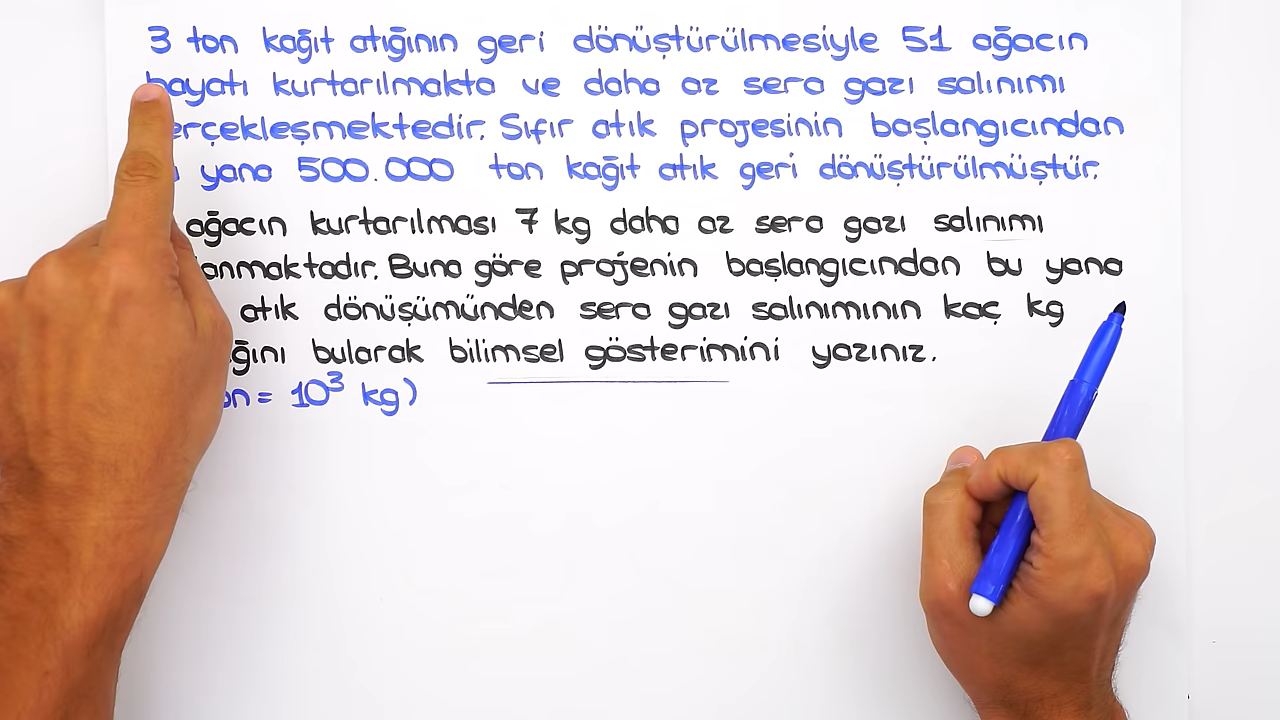 3 ton kağıt atığının geri dönüştürülmesiyle 51 ağacın
hayatı kurtarılmakta ve daha az sera gazı salınımı
erçekleşmektedir. Sıfır atık projesinin başlangıcından
yana 500.000 ton kağıt atık geri dönüştürülmüştür.
ağacın kurtarılması 7 kg daha az sera gazı salınımı
anmaktadır. Buna göre projenin başlangıcından bu yana
atık dönüşümünden sera gazı salınımının kaç kg
ğını bularak bilimsel gösterimini yazınız.
on = 10³ kg)